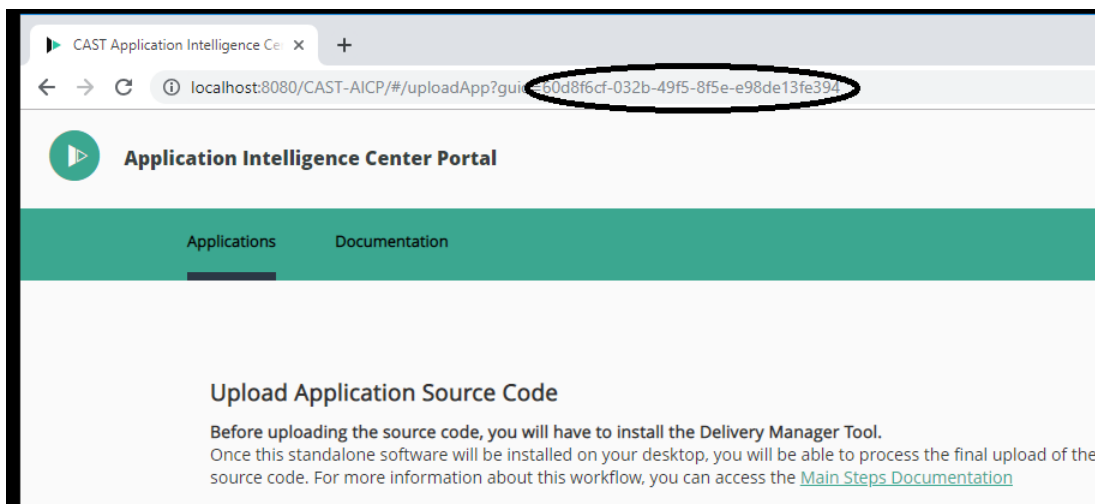 CAST Application Intelligence Ce
localhost:8080/CAST-AICP/#/uploadApp?guid=60d8f6cf-032b-49f5-8f5e-e98de13fe394
Application Intelligence Center Portal
Applications Documentation
Upload Application Source Code
Before uploading the source code, you will have to install the Delivery Manager Tool.
Once this standalone software will be installed on your desktop, you will be able to process the final upload of the
source code. For more information about this workflow, you can access the Main Steps Documentation